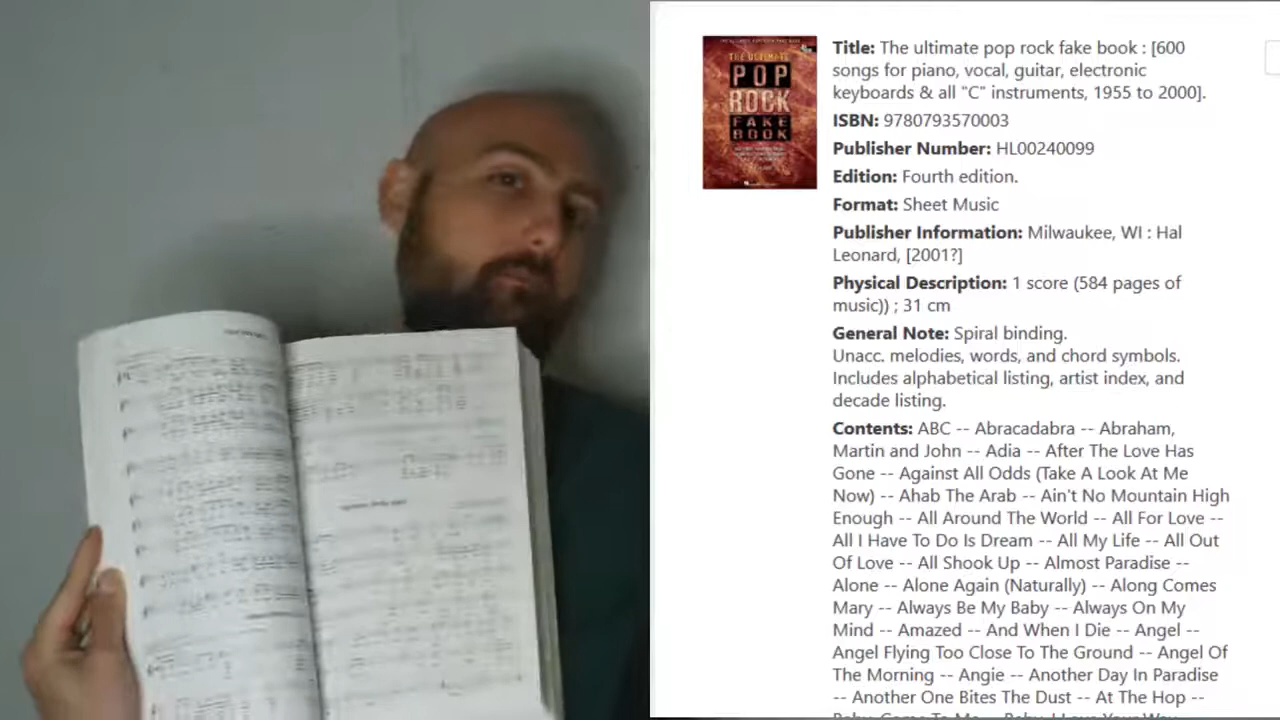 THE ULTIMATE
POP
ROCK
FAKE
BOOK
Title: The ultimate pop rock fake book : [600
songs for piano, vocal, guitar, electronic
keyboards & all "C" instruments, 1955 to 2000].
ISBN: 9780793570003
Publisher Number: HL00240099
Edition: Fourth edition.
Format: Sheet Music
Publisher Information: Milwaukee, WI : Hal
Leonard, [2001?]
Physical Description: 1 score (584 pages of
music)) ; 31 cm
General Note: Spiral binding.
Unacc. melodies, words, and chord symbols.
Includes alphabetical listing, artist index, and
decade listing.
Contents: ABC -- Abracadabra -- Abraham,
Martin and John -- Adia -- After The Love Has
Gone -- Against All Odds (Take A Look At Me
Now) -- Ahab The Arab -- Ain't No Mountain High
Enough -- All Around The World -- All For Love --
All I Have To Do Is Dream -- All My Life -- All Out
Of Love -- All Shook Up -- Almost Paradise --
Alone -- Alone Again (Naturally) -- Along Comes
Mary -- Always Be My Baby -- Always On My
Mind -- Amazed -- And When I Die -- Angel --
Angel Flying Too Close To The Ground -- Angel Of
The Morning -- Angie -- Another Day In Paradise
-- Another One Bites The Dust -- At The Hop --